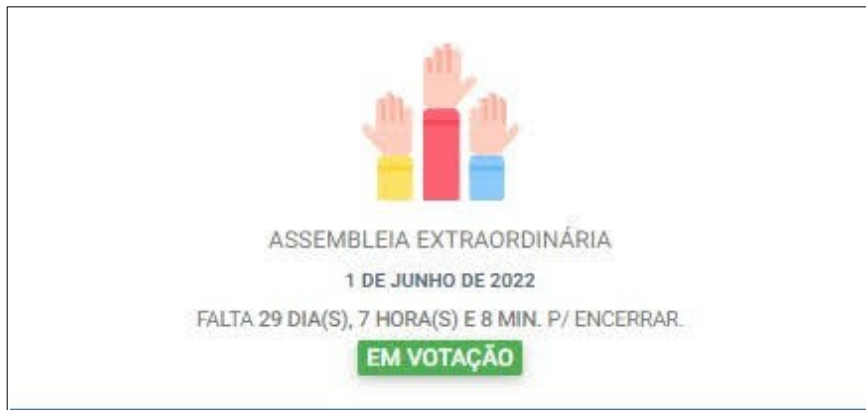 ASSEMBLEIA EXTRAORDINÁRIA
1 DE JUNHO DE 2022
FALTA 29 DIA(S), 7 HORA(S) E 8 MIN. P/ ENCERRAR.
EM VOTAÇÃO